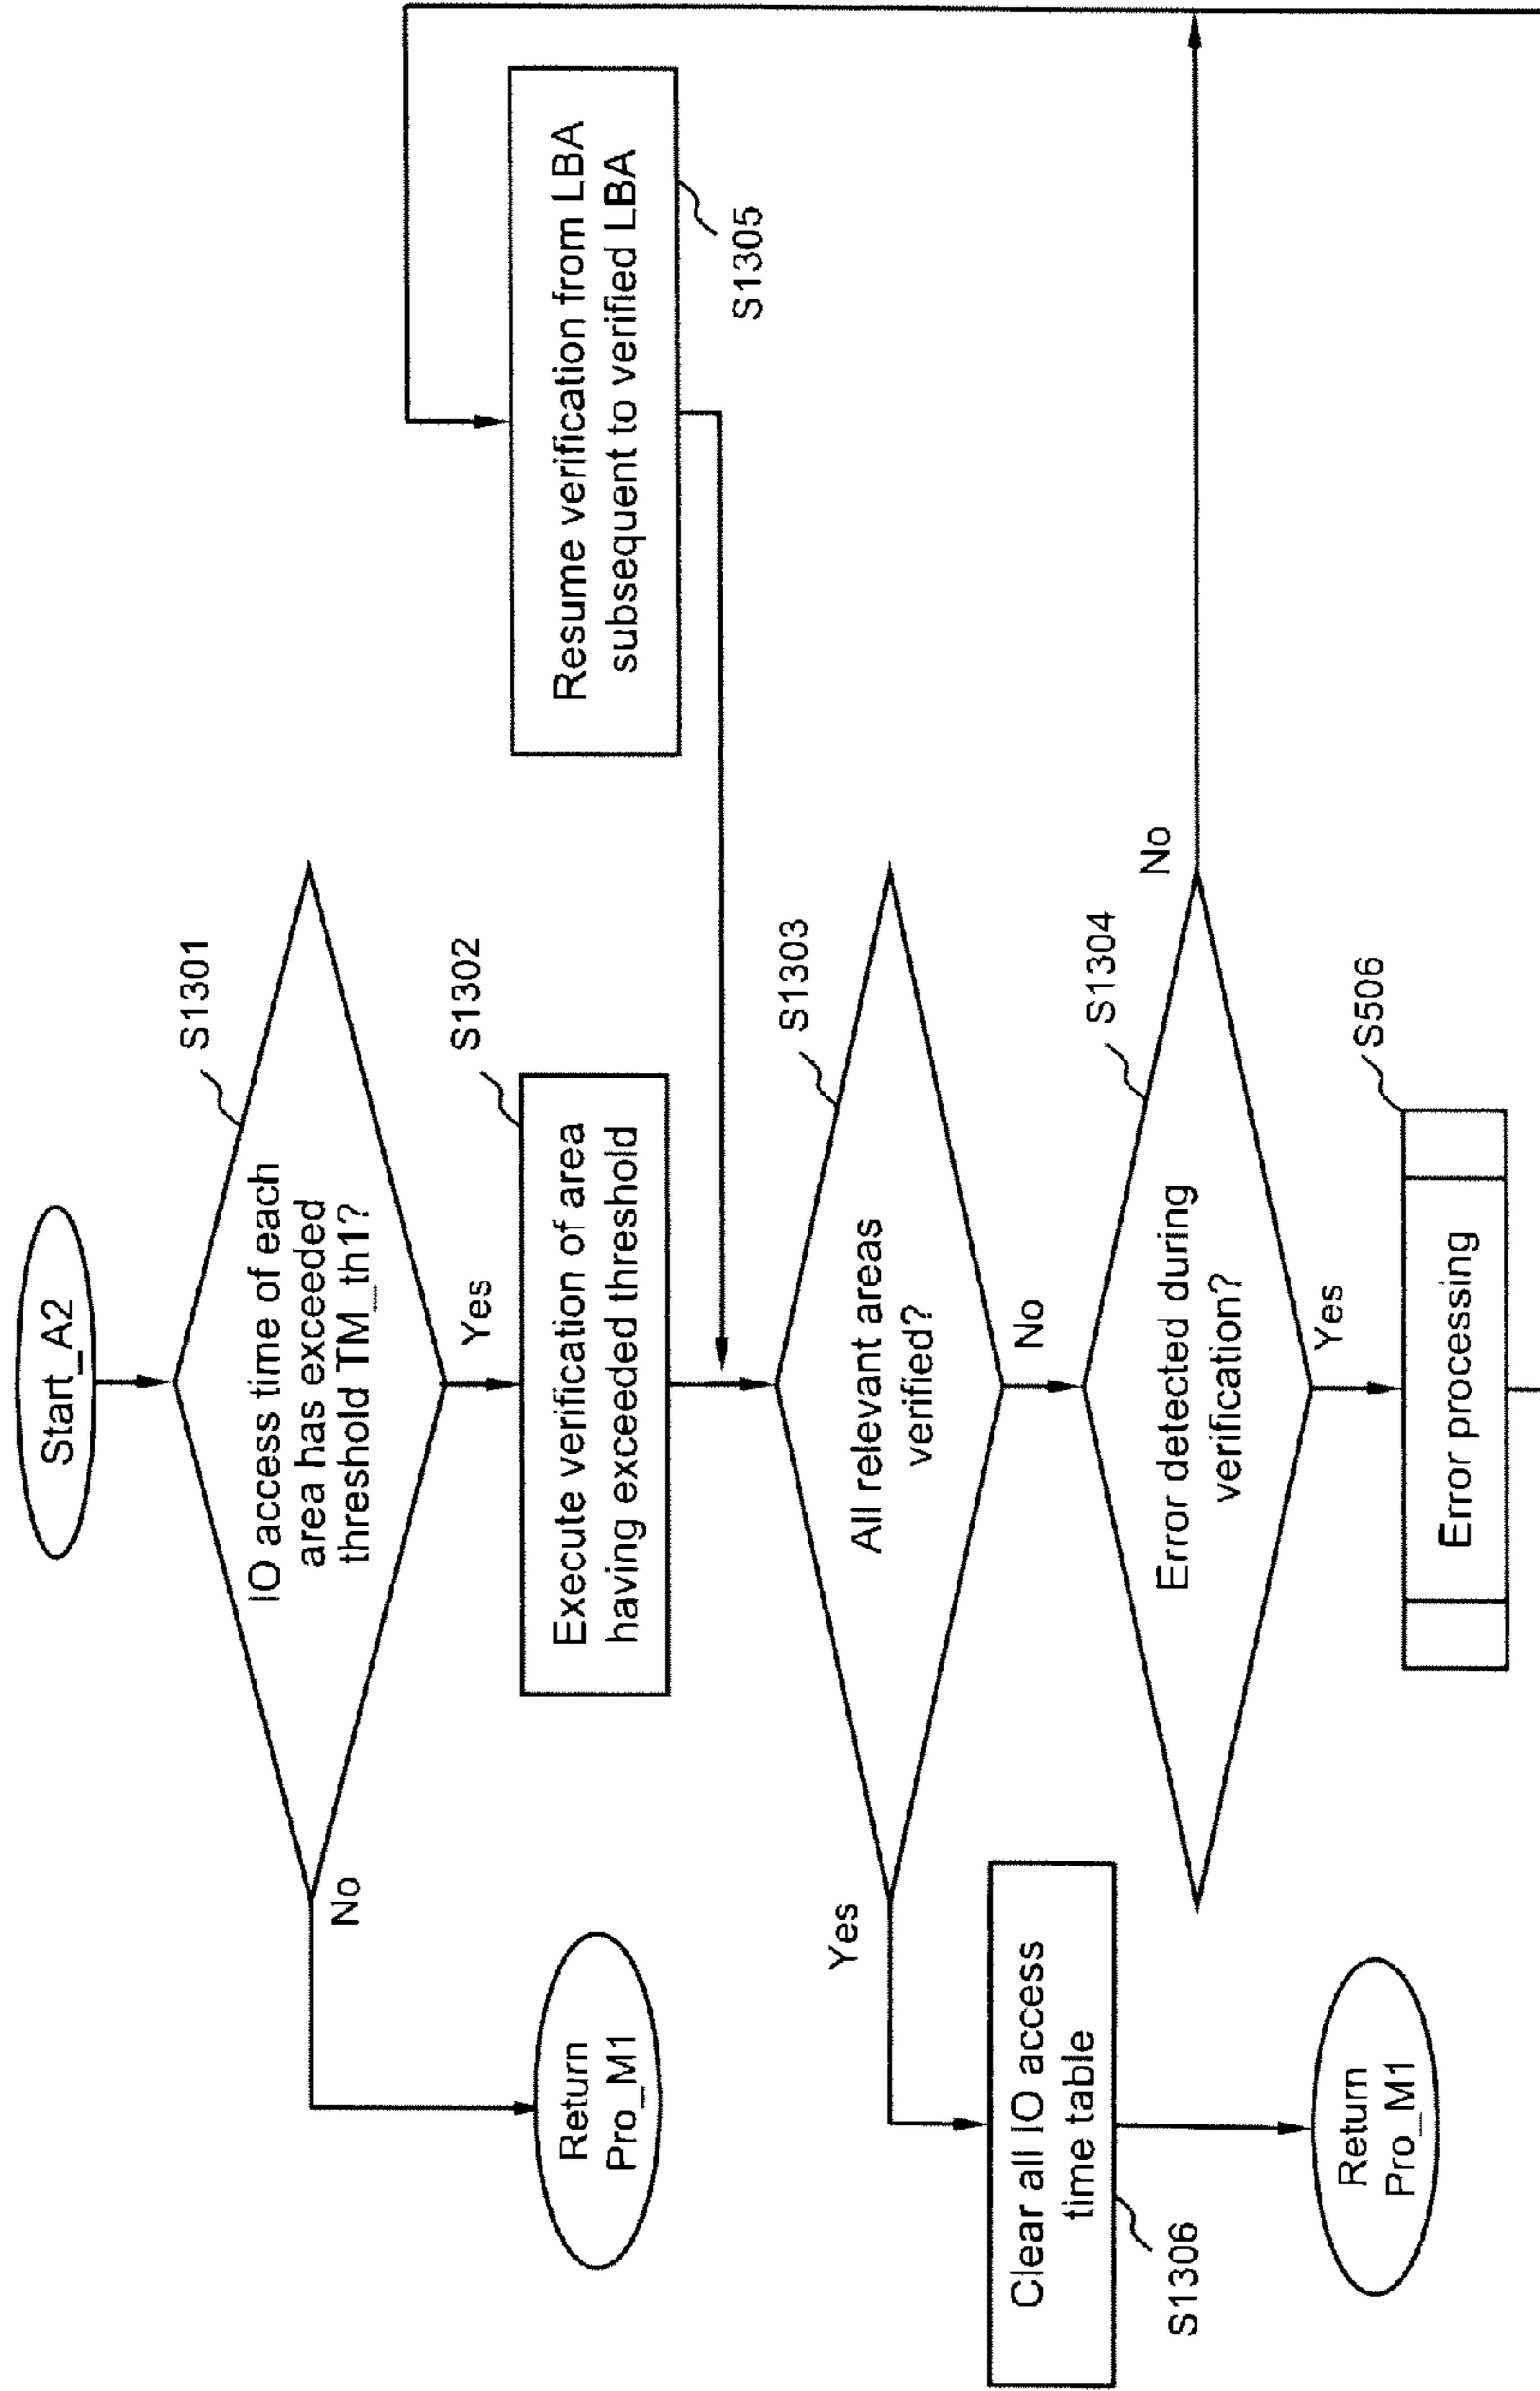 Start_A2
S1301
IO access time of each
area has exceeded
threshold TM_th1?
No
Yes
Return
Pro_M1
S1302
Execute verification of area
having exceeded threshold
Resume verification from LBA
subsequent to verified LBA
S1305
S1303
All relevant areas
verified?
Yes
No
Clear all IO access
time table
S1306
Return
Pro_M1
S1304
Error detected during
verification?
No
Yes
S506
Error processing